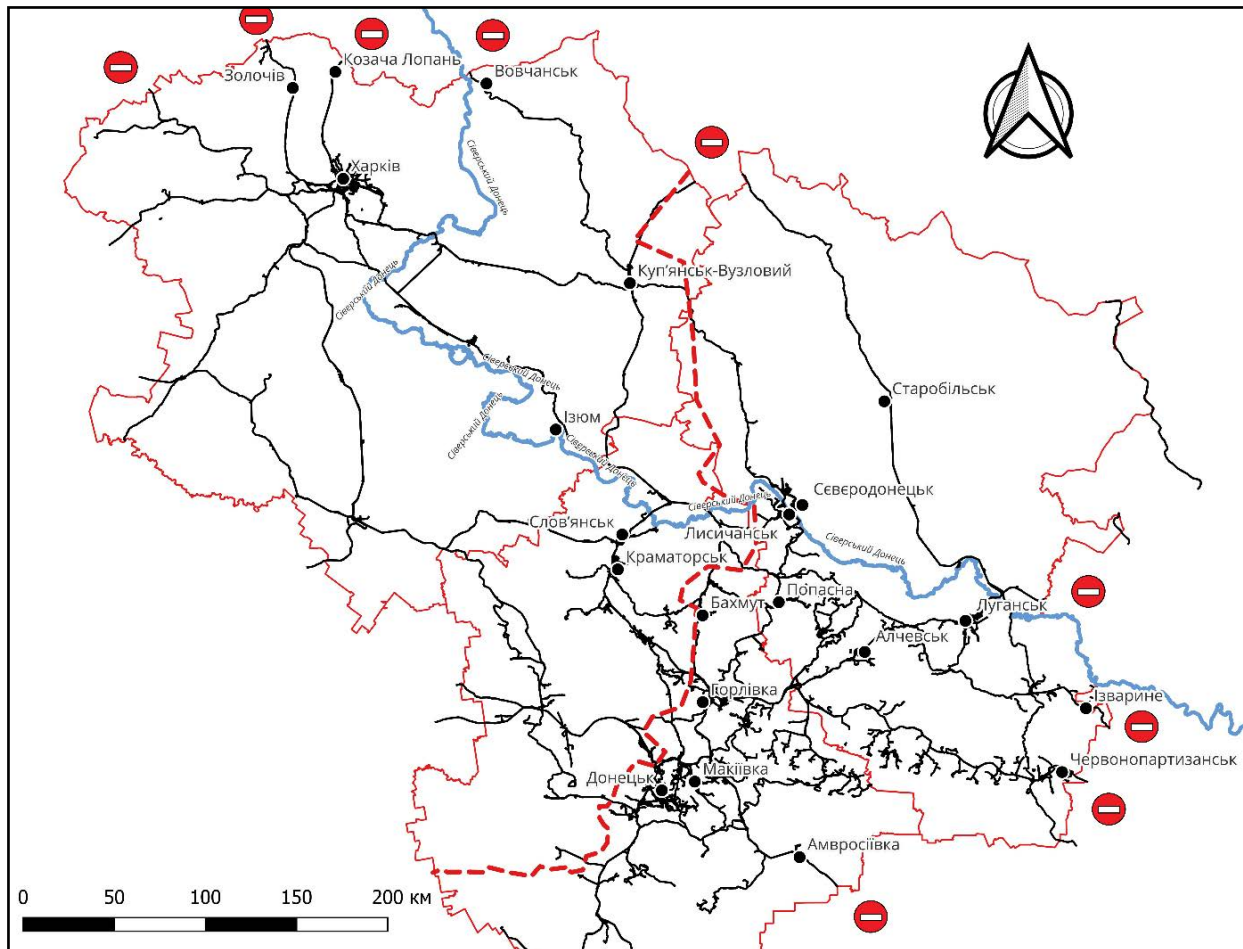 Козача Лопань
Золочів
Вовчанськ
Сіверський Донець
Харків
Сіверський Донець
Куп'янськ-Вузловий
Сіверський Донець
Сіверський Донець
Старобільськ
Ізюм
Сіверський Донець
Сіверський Донець
Сєвєродонецьк
Слов'янськ
Лисичанськ
Сіверський Донець
Краматорськ
Бахмут
Попасна
Луганськ
Алчевськ
Горлівка
Ізварине
Донецьк
Макіївка
Червонопартизанськ
Амвросіївка
0 50 100 150 200 км